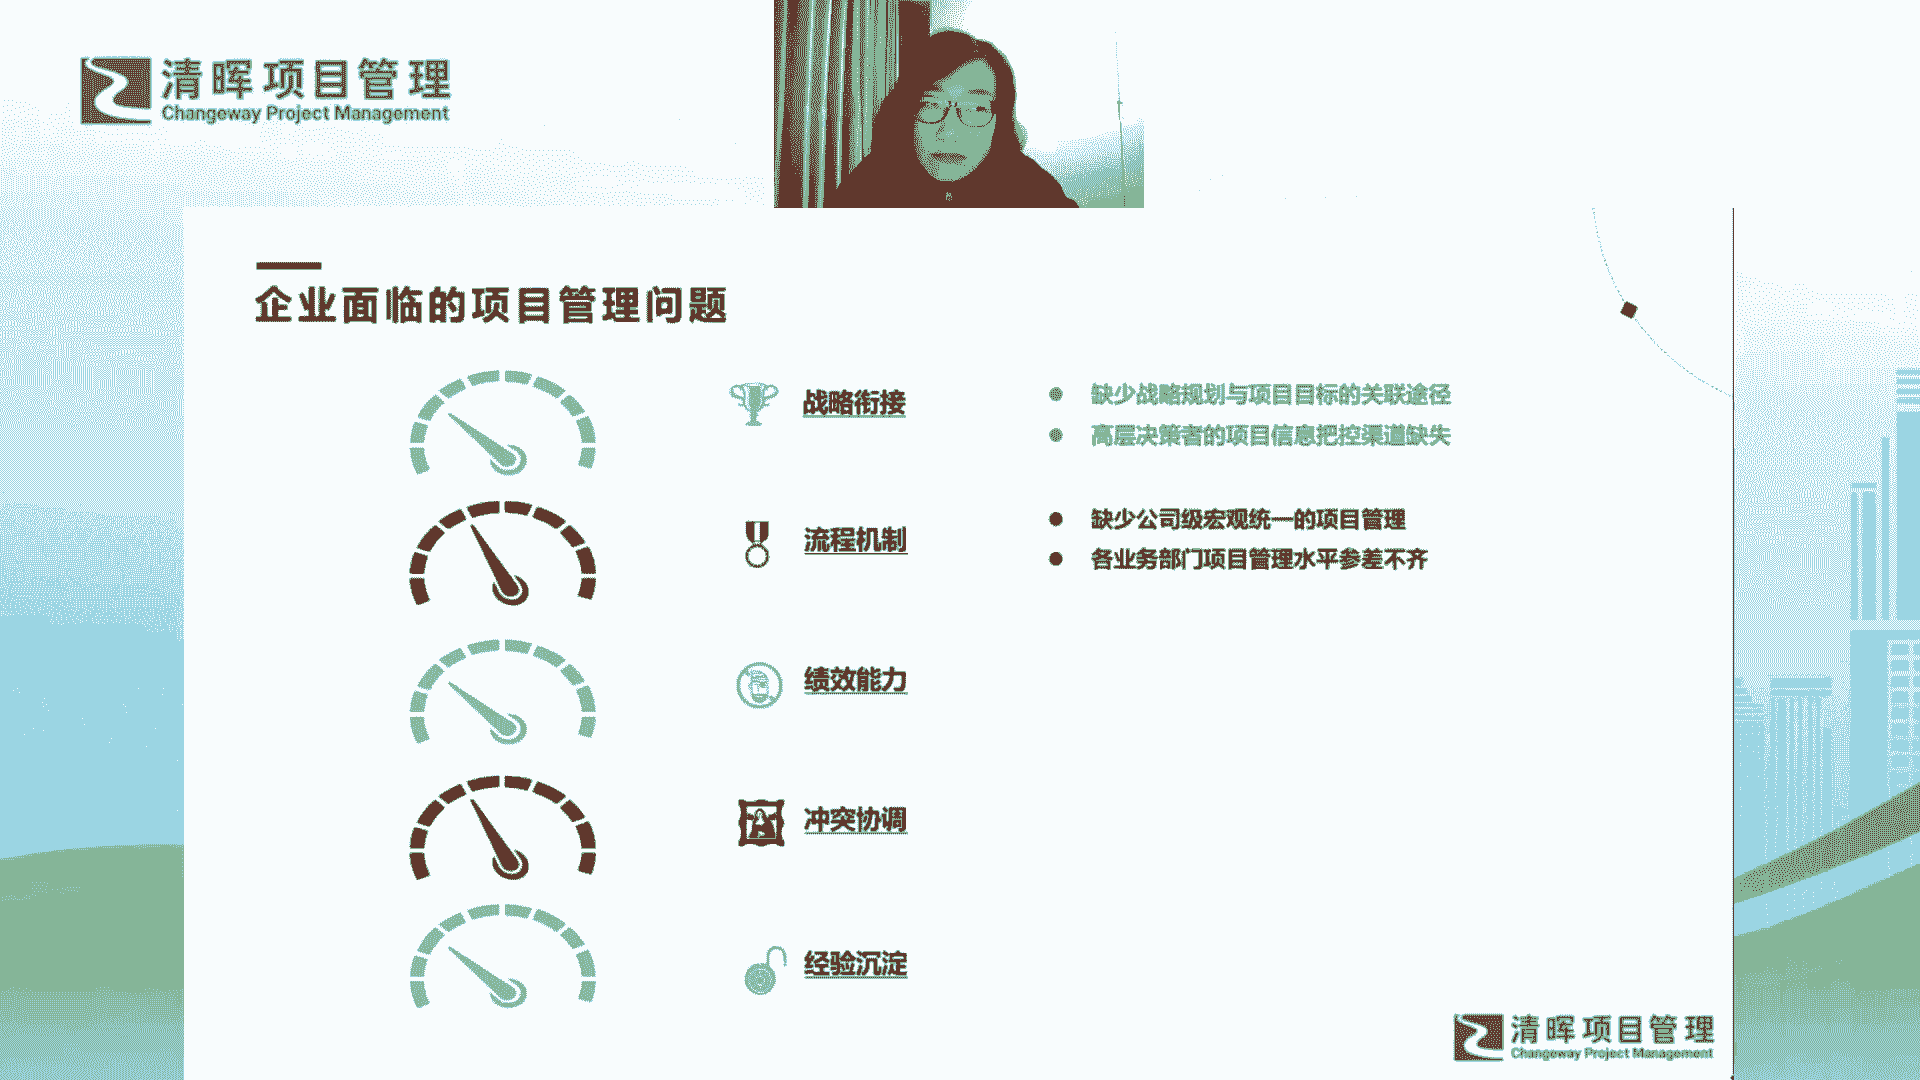 清晖项目管理
Changeway Project Management
企业面临的项目管理问题
战略衔接
缺少战略规划与项目目标的关联途径
高层决策者的项目信息把控渠道缺失
流程机制
缺少公司级宏观统一的项目管理
各业务部门项目管理水平参差不齐
绩效能力
冲突协调
经验沉淀
清晖项目管理
Changeway Project Management